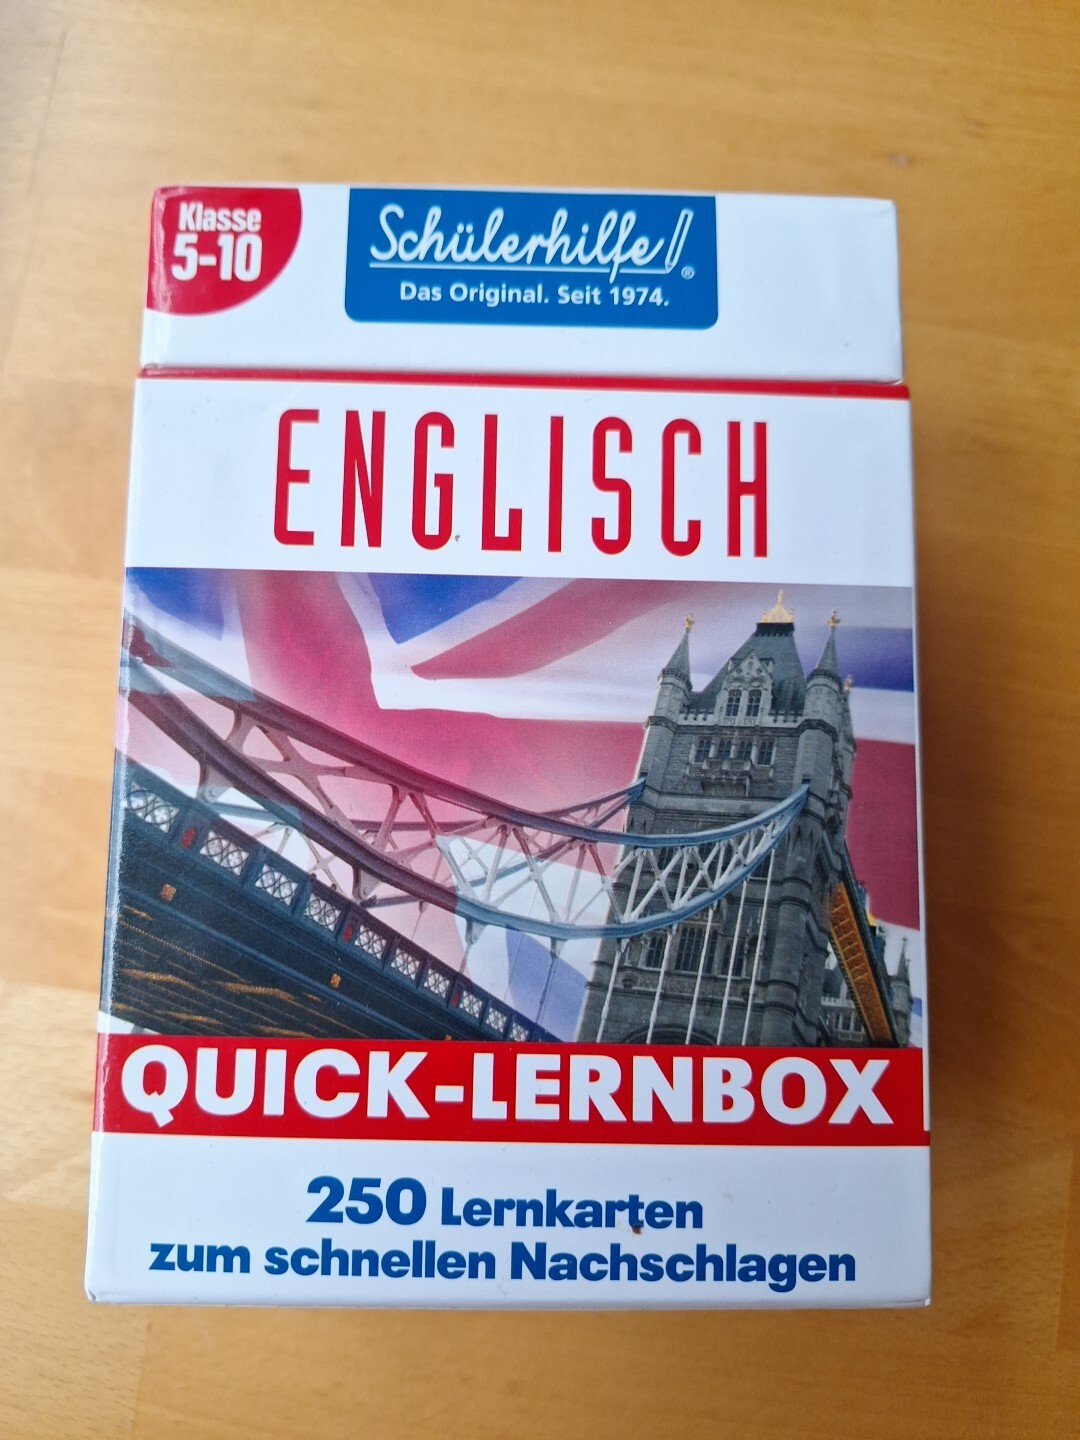 Klasse
5-10
Schülerhilfe!®
Das Original. Seit 1974.
ENGLISCH
QUICK-LERNBOX
250 Lernkarten
zum schnellen Nachschlagen